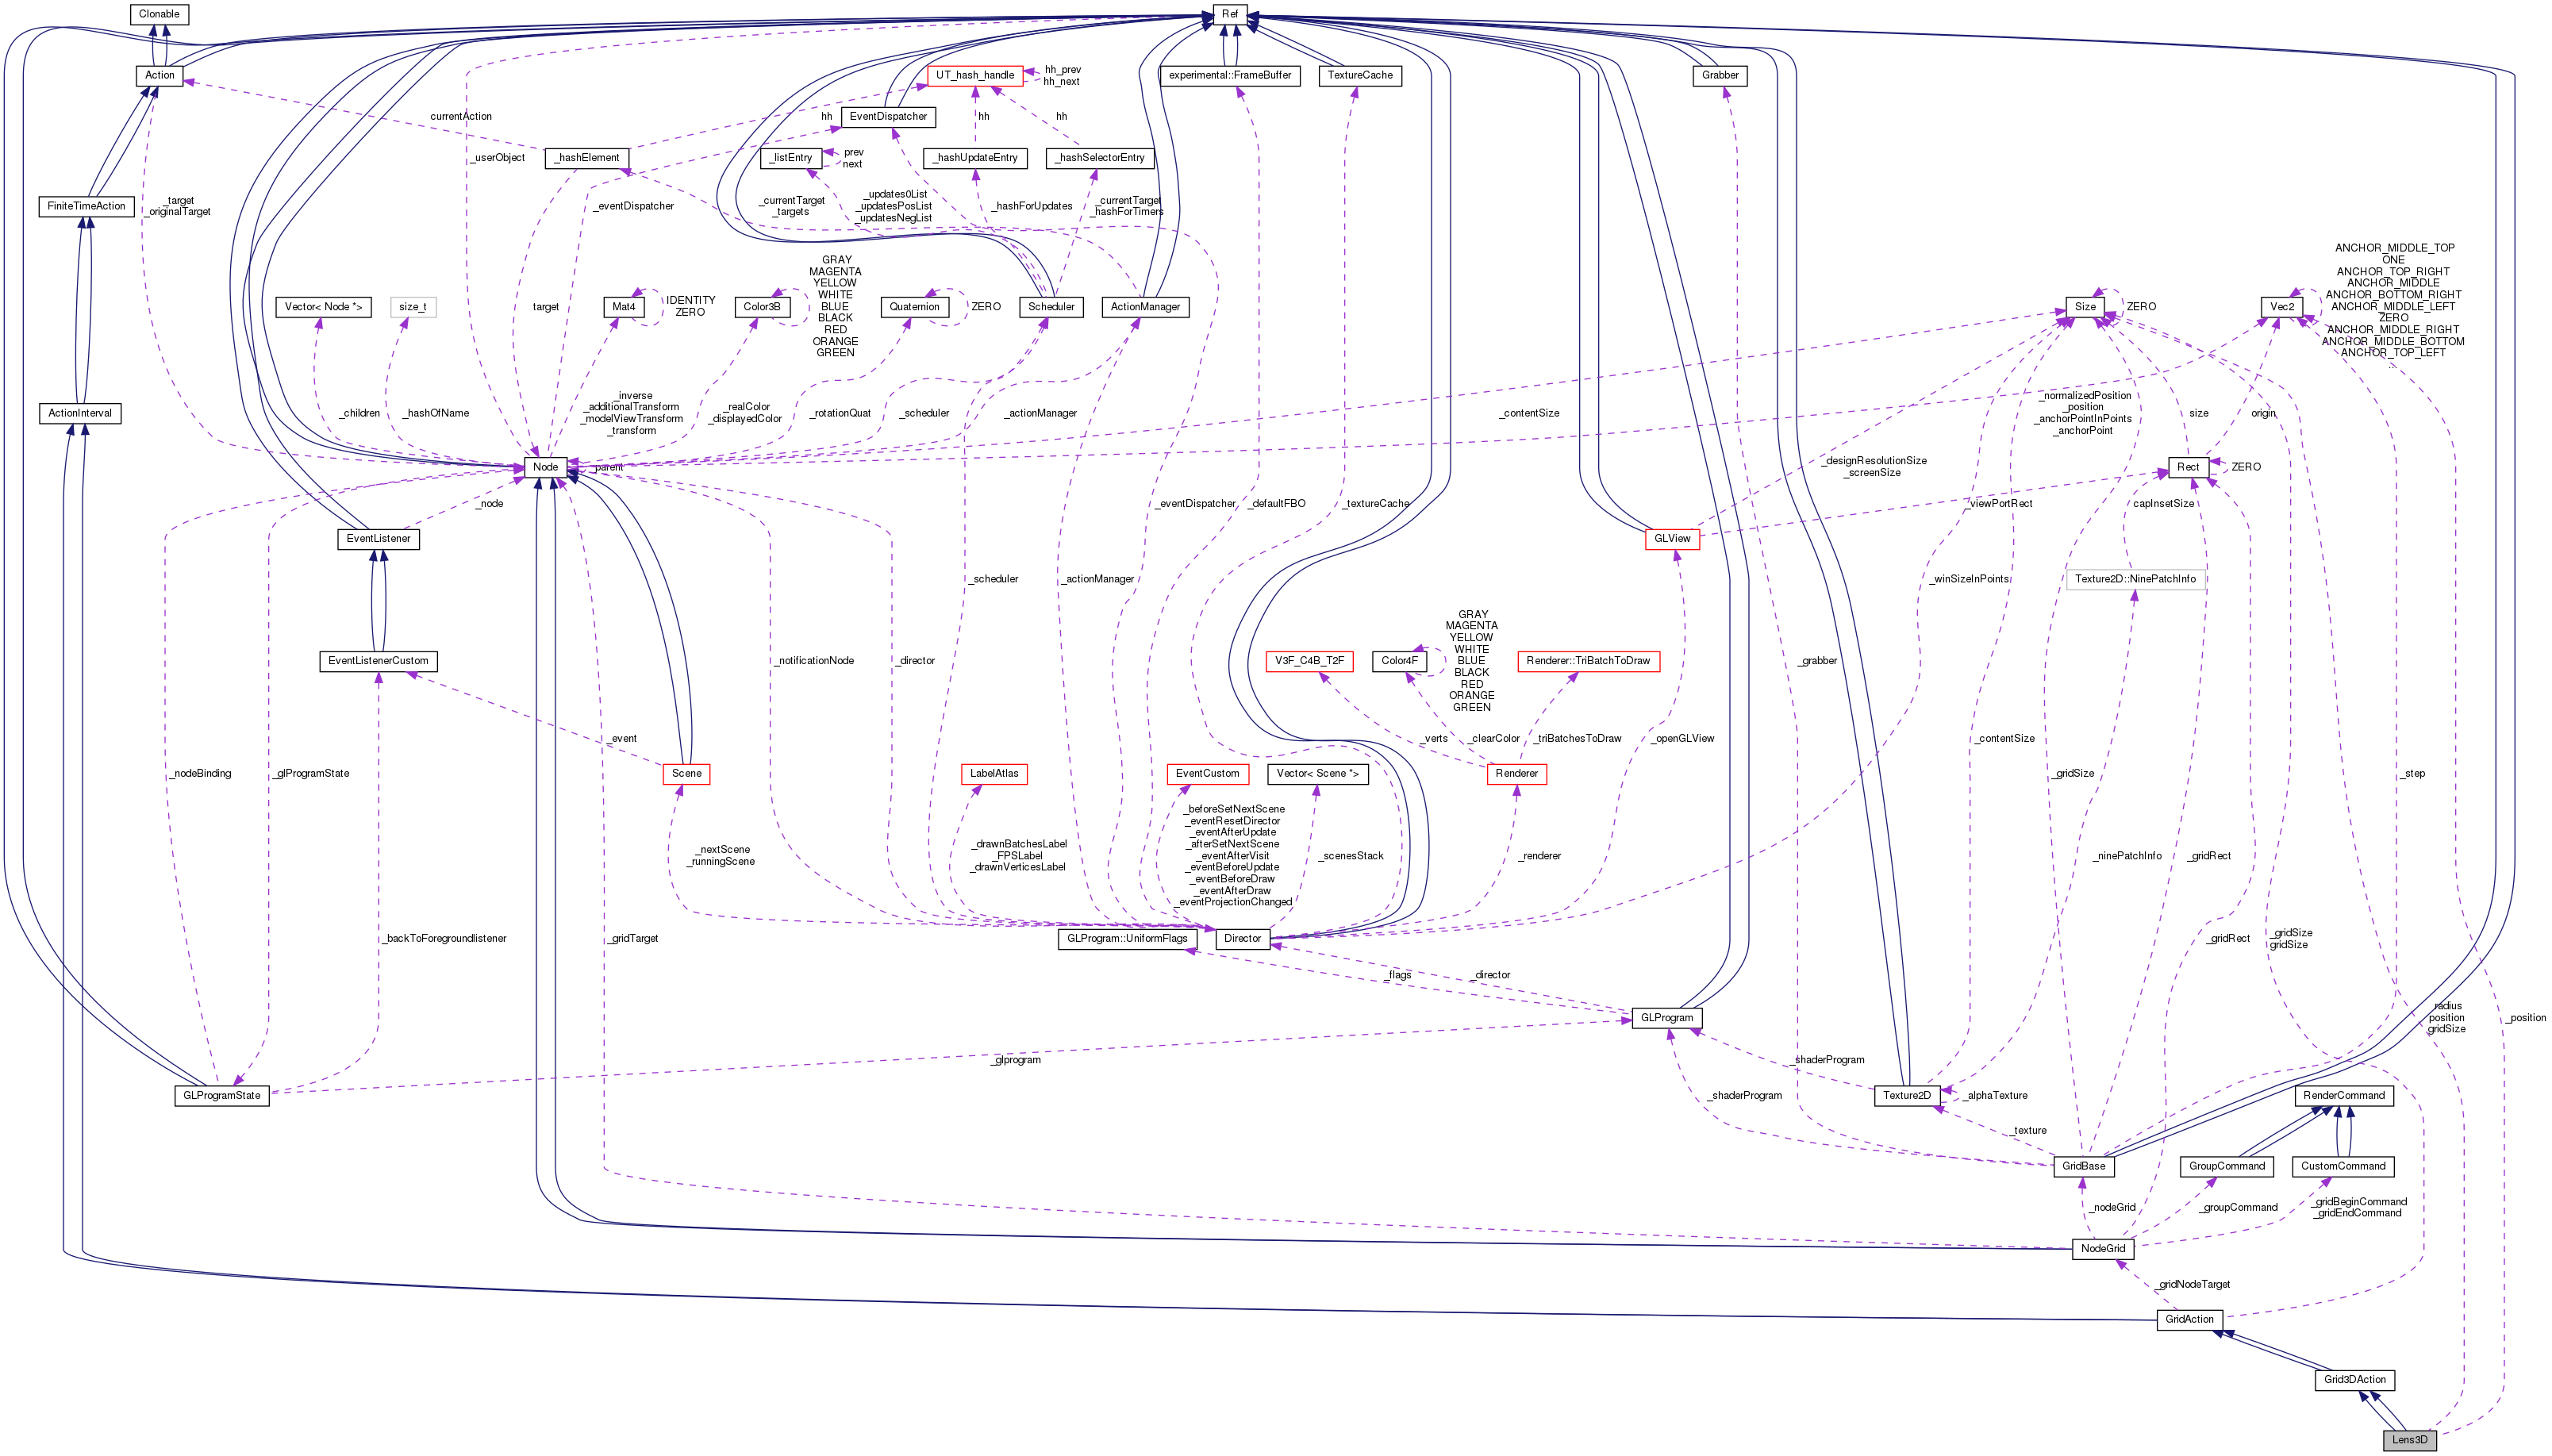 Clonable
Ref
Action
UT_hash_handle
hh_prev
hh_next
experimental::FrameBuffer
TextureCache
Grabber
currentAction
hh
EventDispatcher
hh
hh
_userObject
_hashElement
_listEntry
prev
next
_hashUpdateEntry
_hashSelectorEntry
FiniteTimeAction
_target
_originalTarget
_eventDispatcher
_currentTarget
_targets
_updates0List
_updatesPosList
_updatesNegList
_hashForUpdates
_currentTarget
_hashForTimers
Vector< Node *>
size_t
target
Mat4
IDENTITY
ZERO
Color3B
GRAY
MAGENTA
YELLOW
WHITE
BLUE
BLACK
RED
ORANGE
GREEN
Quaternion
ZERO
Scheduler
ActionManager
Size
ZERO
Vec2
ANCHOR_MIDDLE_TOP
ONE
ANCHOR_TOP_RIGHT
ANCHOR_MIDDLE
ANCHOR_BOTTOM_RIGHT
ANCHOR_MIDDLE_LEFT
ZERO
ANCHOR_MIDDLE_RIGHT
ANCHOR_MIDDLE_BOTTOM
ANCHOR_TOP_LEFT
..
ActionInterval
_children
_hashOfName
_inverse
_additionalTransform
_modelViewTransform
_transform
_realColor
_displayedColor
_rotationQuat
_scheduler
_actionManager
_contentSize
_normalizedPosition
_position
_anchorPointInPoints
_anchorPoint
size
origin
Node
_parent
_designResolutionSize
_screenSize
Rect
ZERO
_node
_eventDispatcher
_defaultFBO
_textureCache
_viewPortRect
capInsetSize
EventListener
GLView
_scheduler
_actionManager
_winSizeInPoints
Texture2D::NinePatchInfo
EventListenerCustom
_notificationNode
_director
V3F_C4B_T2F
Color4F
GRAY
MAGENTA
YELLOW
WHITE
BLUE
BLACK
RED
ORANGE
GREEN
Renderer::TriBatchToDraw
_grabber
_event
_verts
_clearColor
_triBatchesToDraw
_openGLView
_contentSize
_nodeBinding
_glProgramState
Scene
LabelAtlas
EventCustom
Vector< Scene *>
Renderer
_gridSize
_step
_nextScene
_runningScene
_drawnBatchesLabel
_FPSLabel
_drawnVerticesLabel
_beforeSetNextScene
_eventResetDirector
_eventAfterUpdate
_afterSetNextScene
_eventAfterVisit
_eventBeforeUpdate
_eventBeforeDraw
_eventAfterDraw
_eventProjectionChanged
_scenesStack
_renderer
_ninePatchInfo
_gridRect
_backToForegroundlistener
_gridTarget
GLProgram::UniformFlags
Director
_gridRect
_gridSize
gridSize
_flags
_director
GLProgram
radius
position
gridSize
_position
_glprogram
_shaderProgram
GLProgramState
_shaderProgram
Texture2D
_alphaTexture
RenderCommand
_texture
GridBase
GroupCommand
CustomCommand
_nodeGrid
_groupCommand
_gridBeginCommand
_gridEndCommand
NodeGrid
_gridNodeTarget
GridAction
Grid3DAction
Lens3D